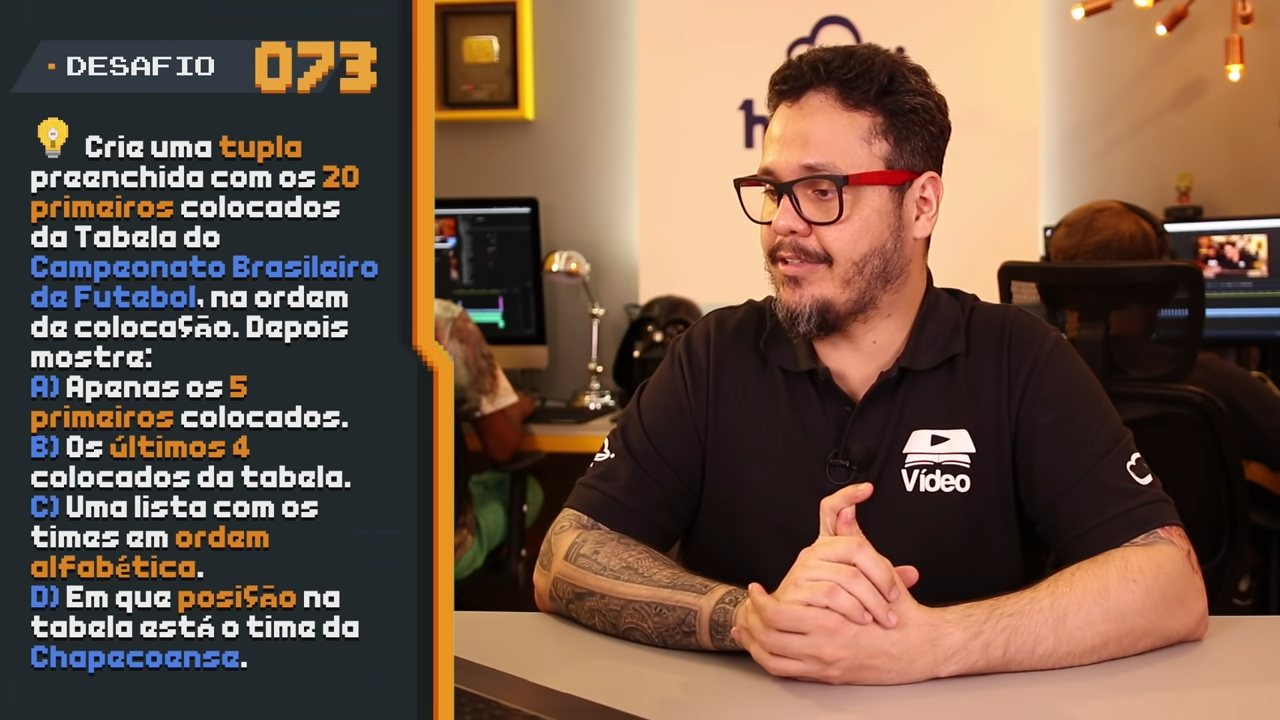 DESAFIO 073
Crie uma tupla
preenchida com os 20
primeiros colocados
da Tabela do
Campeonato Brasileiro
de Futebol, na ordem
de colocação. Depois
mostre:
A) Apenas os 5
primeiros colocados.
B) Os últimos 4
colocados da tabela.
C) Uma lista com os
times em ordem
alfabética.
D) Em que posição na
tabela está o time da
Chapecoense.
Vídeo